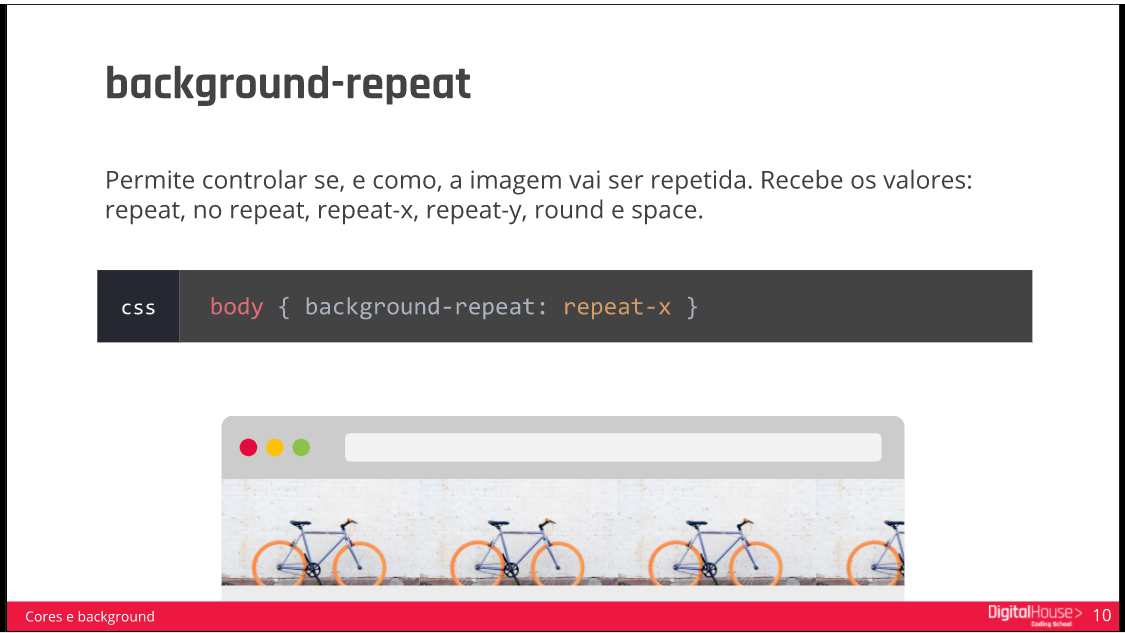 background-repeat
Permite controlar se, e como, a imagem vai ser repetida. Recebe os valores:
repeat, no repeat, repeat-x, repeat-y, round e space.
css
body { background-repeat: repeat-x }
Cores e background
DigitalHouse>
Coding School
10